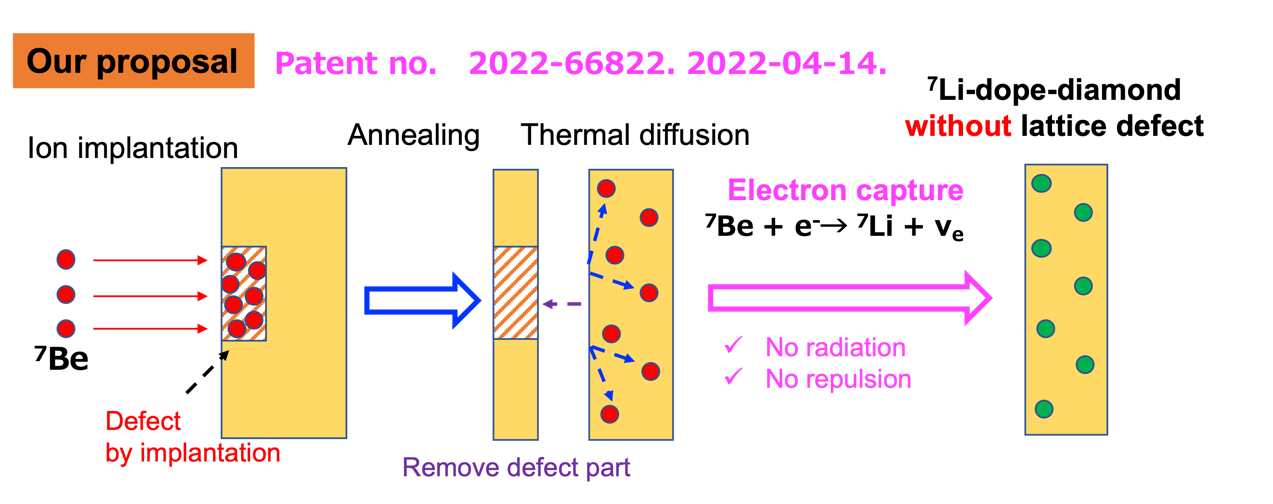 Our proposal
Patent no. 2022-66822. 2022-04-14.
⁷Li-dope-diamond
without lattice defect
Ion implantation
Annealing
Thermal diffusion
Electron capture
⁷Be + e⁻→ ⁷Li + νₑ
⁷Be
✓ No radiation
✓ No repulsion
Defect
by implantation
Remove defect part